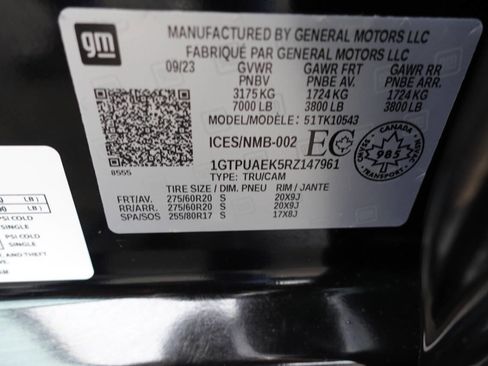 gm
MANUFACTURED BY GENERAL MOTORS LLC
FABRIQUÉ PAR GENERAL MOTORS LLC
09/23 GVWR GAWR FRT GAWR RR
PNBV PNBE AV. PNBE ARR.
3175 KG 1724 KG 1724 KG
7000 LB 3800 LB 3800 LB
MODEL/MODÈLE: 51TK10543
ICES/NMB-002 EC
1GTPUAEK5RZ147961
TYPE: TRU/CAM
8555
CANADA
985
TRANSPORT
TIRE SIZE / DIM. PNEU RIM / JANTE
FRT/AV. 275/60R20 S 20X9J
RR/ARR. 275/60R20 S 20X9J
SPA/SOS 255/80R17 S 17X8J
LB )
LB )
PSI COLD
SINGLE
PSI COLD
SINGLE
, AND THEFT